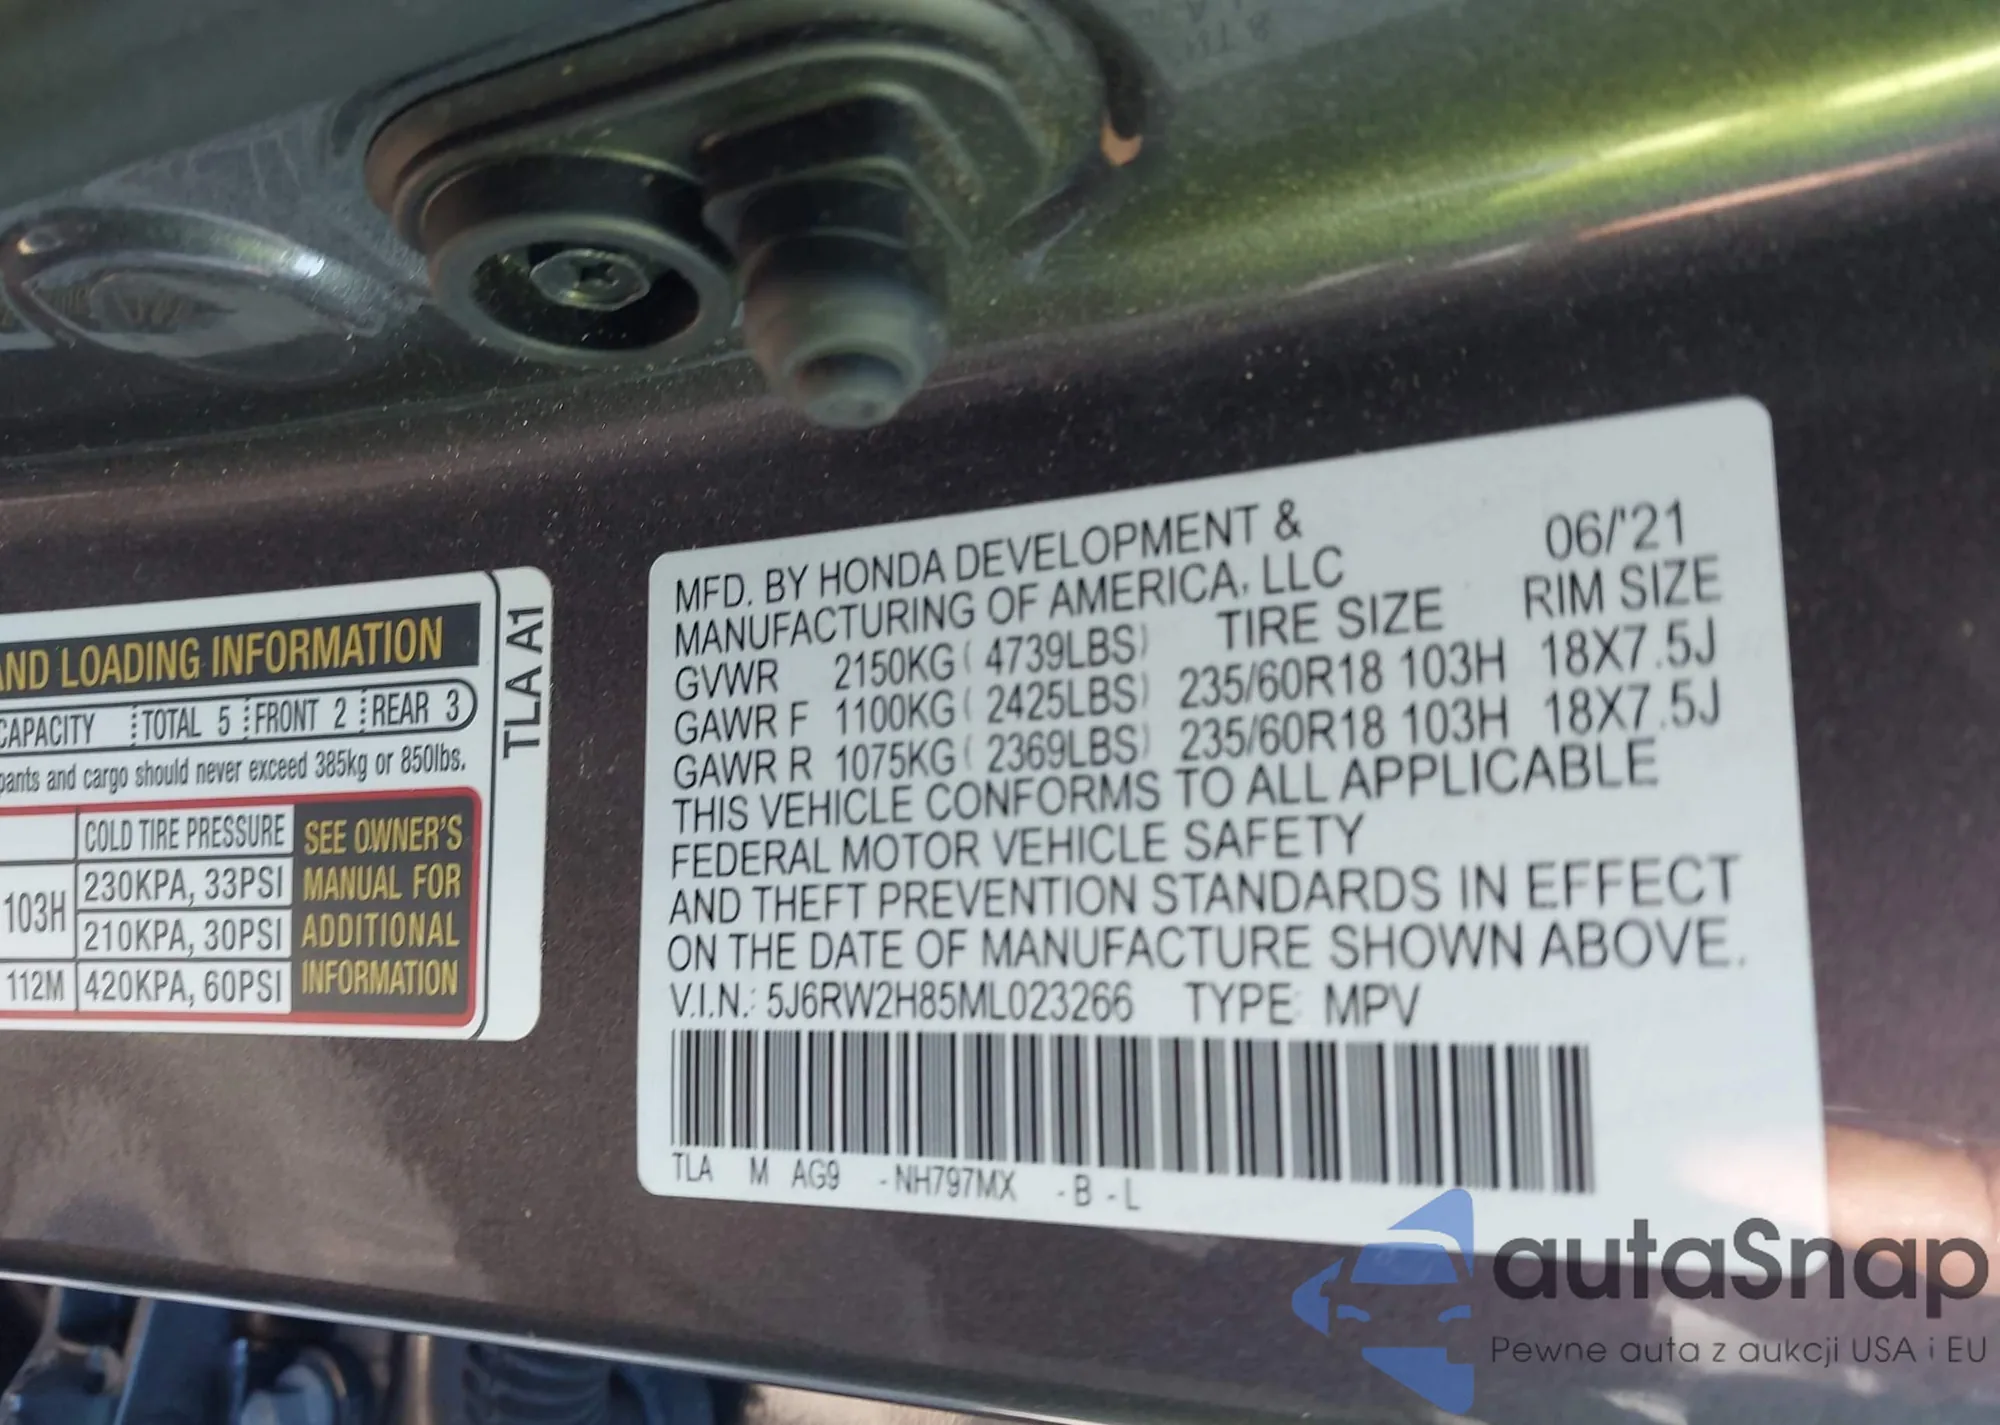 AND LOADING INFORMATION
CAPACITY TOTAL 5 FRONT 2 REAR 3
pants and cargo should never exceed 385kg or 850lbs.
COLD TIRE PRESSURE
103H 230KPA, 33PSI
210KPA, 30PSI
112M 420KPA, 60PSI
SEE OWNER'S
MANUAL FOR
ADDITIONAL
INFORMATION
TLA A1
MFD. BY HONDA DEVELOPMENT & 06/'21
MANUFACTURING OF AMERICA, LLC
TIRE SIZE RIM SIZE
GVWR 2150KG( 4739LBS)
GAWR F 1100KG( 2425LBS) 235/60R18 103H 18X7.5J
GAWR R 1075KG( 2369LBS) 235/60R18 103H 18X7.5J
THIS VEHICLE CONFORMS TO ALL APPLICABLE
FEDERAL MOTOR VEHICLE SAFETY
AND THEFT PREVENTION STANDARDS IN EFFECT
ON THE DATE OF MANUFACTURE SHOWN ABOVE.
V.I.N.: 5J6RW2H85ML023266 TYPE: MPV
TLA M AG9 -NH797MX -B -L
autaSnap
Pewne auta z aukcji USA i EU